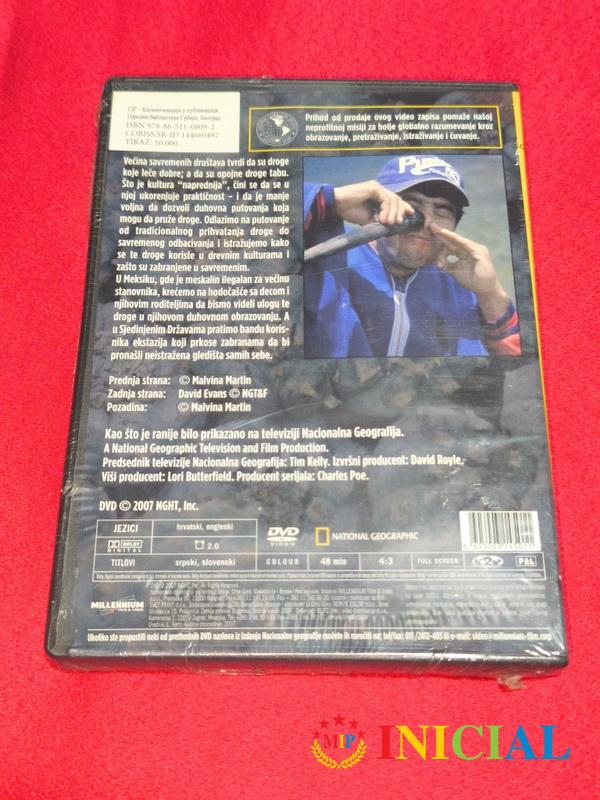 CIP - Каталогизација у публикацији
Народна библиотека Србије, Београд
ISBN 978-86-511-0809-2
COBISS.SR-ID 144660492
TIRAŽ: 10.000
Prihod od prodaje ovog video zapisa pomaže našoj
neprofitnoj misiji za bolje globalno razumevanje kroz
obrazovanje, pretraživanje, istraživanje i čuvanje.
Većina savremenih društava tvrdi da su droge
koje leče dobre; a da su opojne droge tabu.
Što je kultura "naprednija", čini se da se u
njoj ukorenjuje praktičnost - i da je manje
voljna da dozvoli duhovna putovanja koja
mogu da pruže droge. Odlazimo na putovanje
od tradicionalnog prihvatanja droge do
savremenog odbacivanja i istražujemo kako
se te droge koriste u drevnim kulturama i
zašto su zabranjene u savremenim.
U Meksiku, gde je meskalin ilegalan za većinu
stanovnika, krećemo na hodočašće sa decom i
njihovim roditeljima da bismo videli ulogu te
droge u njihovom duhovnom obrazovanju. A
u Sjedinjenim Državama pratimo bandu koris-
nika ekstazija koji prkose zabranama da bi
pronašli neistražena gledišta samih sebe.
Prednja strana: © Malvina Martin
Zadnja strana: David Evans © NGT&F
Pozadina: © Malvina Martin
Kao što je ranije bilo prikazano na televiziji Nacionalna Geografija.
A National Geographic Television and Film Production.
Predsednik televizije Nacionalna Geografija: Tim Kelly. Izvršni producent: David Royle.
Viši producent: Lori Butterfield. Producent serijala: Charles Poe.
DVD © 2007 NGHT, Inc.
JEZICI hrvatski, engleski
DVD VIDEO
NATIONAL GEOGRAPHIC
DOLBY DIGITAL 2.0
TITLOVI srpski, slovenski COLOUR 48 min 4:3 FULL SCREEN 2 PAL
MILLENNIUM
FILM & VIDEO
Ukoliko ste propustili neki od prethodnih DVD naslova iz izdanja Nacionalne geografije možete ih naručiti na: tel/fax: 011 /2412-403 ili e-mail: video@millennium-film.com
MIP INICIAL